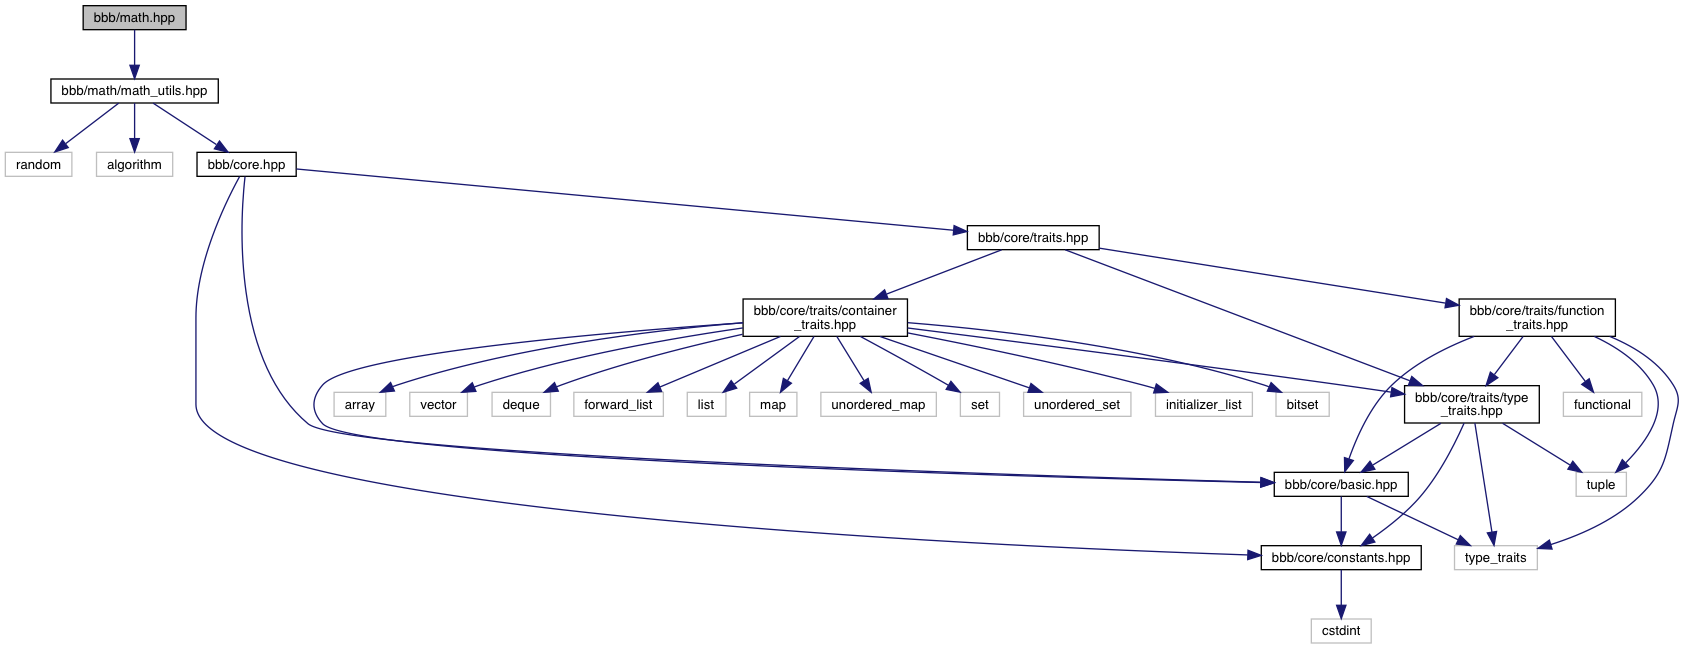 bbb/math.hpp
bbb/math/math_utils.hpp
random
algorithm
bbb/core.hpp
bbb/core/traits.hpp
bbb/core/traits/container
_traits.hpp
bbb/core/traits/function
_traits.hpp
array
vector
deque
forward_list
list
map
unordered_map
set
unordered_set
initializer_list
bitset
bbb/core/traits/type
_traits.hpp
functional
bbb/core/basic.hpp
tuple
bbb/core/constants.hpp
type_traits
cstdint